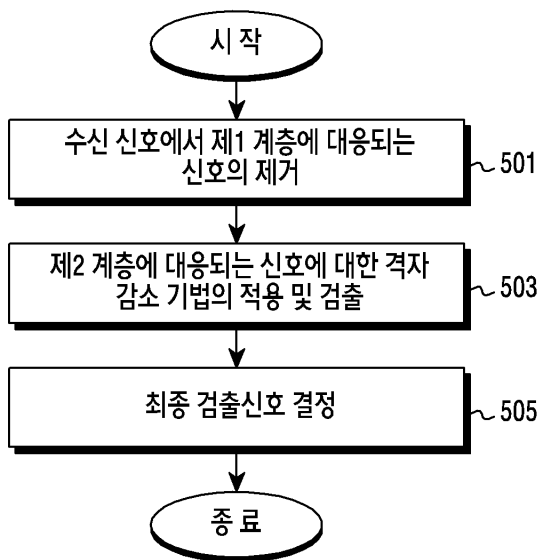 시 작
수신 신호에서 제1 계층에 대응되는
신호의 제거
501
제2 계층에 대응되는 신호에 대한 격자
감소 기법의 적용 및 검출
503
최종 검출신호 결정
505
종 료